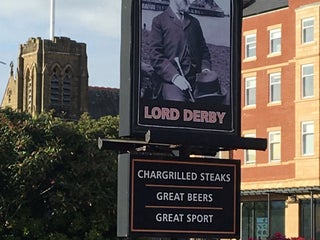 LORD DERBY
CHARGRILLED STEAKS
GREAT BEERS
GREAT SPORT